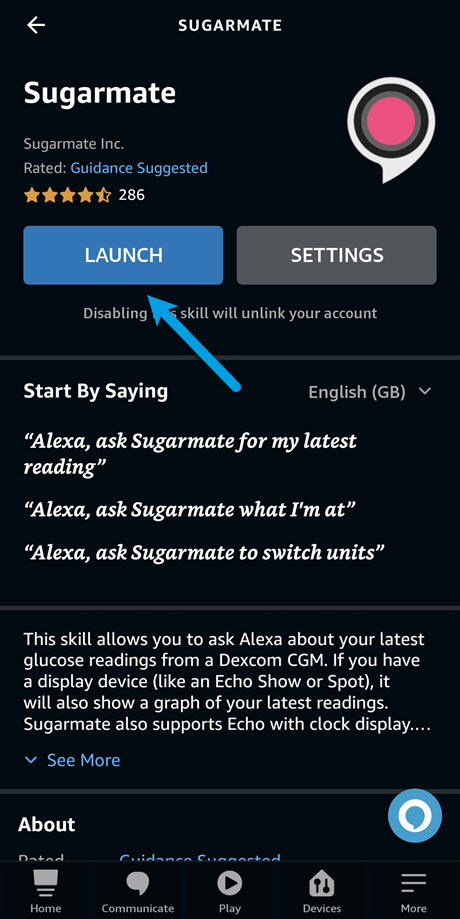 SUGARMATE
Sugarmate
Sugarmate Inc.
Rated: Guidance Suggested
286
LAUNCH
SETTINGS
Disabling this skill will unlink your account
Start By Saying
English (GB)
“Alexa, ask Sugarmate for my latest
reading”
“Alexa, ask Sugarmate what I'm at”
“Alexa, ask Sugarmate to switch units”
This skill allows you to ask Alexa about your latest
glucose readings from a Dexcom CGM. If you have
a display device (like an Echo Show or Spot), it
will also show a graph of your latest readings.
Sugarmate also supports Echo with clock display....
See More
About
Rated
Guidance Suggested
Home
Communicate
Play
Devices
More